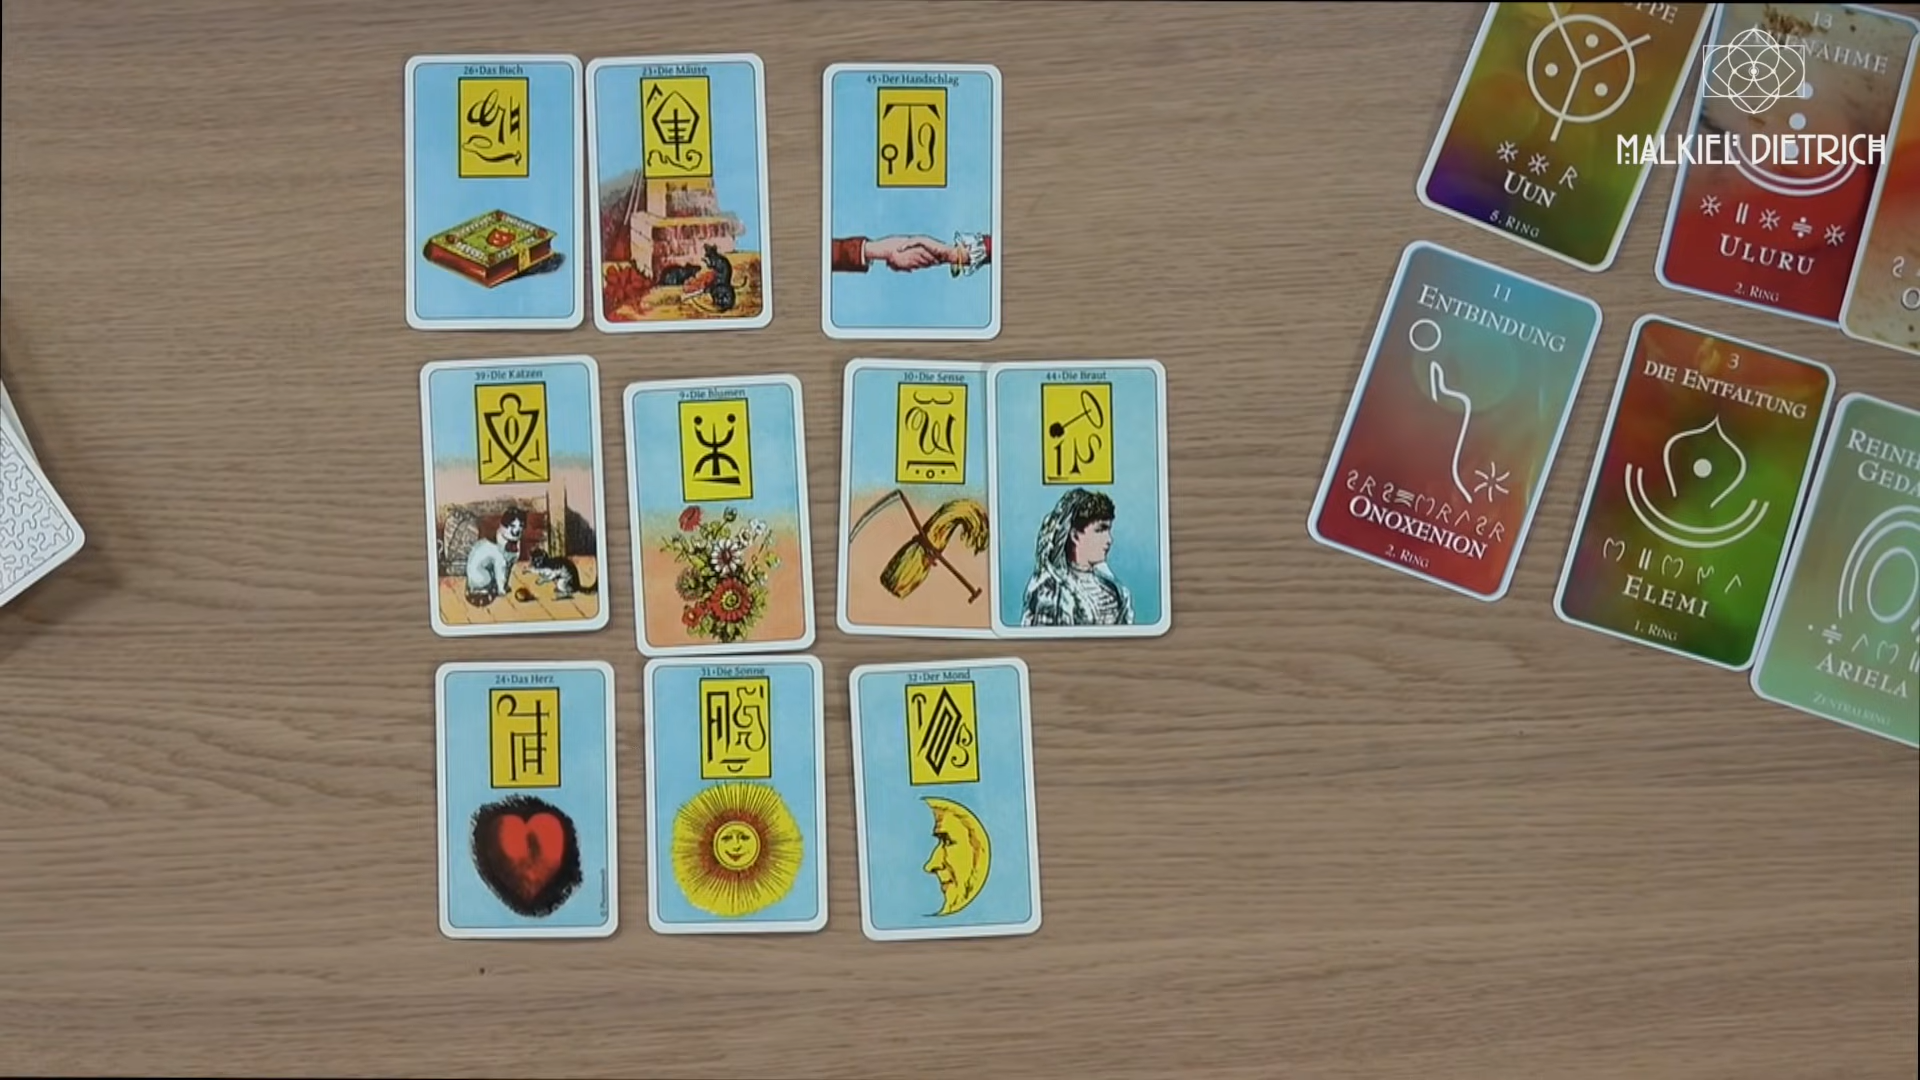 26•Das Buch
23•Die Mäuse
45•Der Handschlag
39•Die Katzen
9•Die Blumen
10•Die Sense
44•Die Braut
24•Das Herz
31•Die Sonne
32•Der Mond
UUN
5. RING
13
ULURU
2. RING
11
ENTBINDUNG
ONOXENION
2. RING
3
DIE ENTFALTUNG
ELEMI
1. RING
ARIELA
ZENTRALRING
MALKIEL DIETRICH